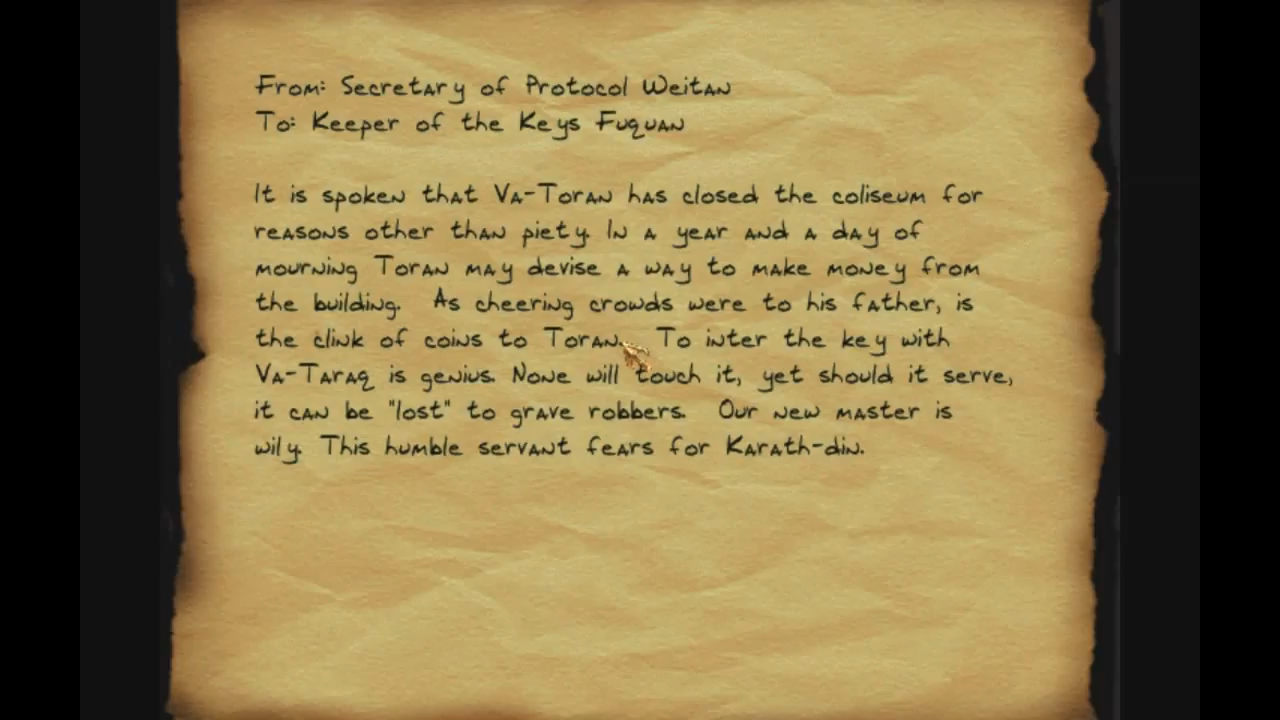 From: Secretary of Protocol Weitan
To: Keeper of the Keys Fuquan
It is spoken that Va-Toran has closed the coliseum for
reasons other than piety. In a year and a day of
mourning Toran may devise a way to make money from
the building. As cheering crowds were to his father, is
the clink of coins to Toran. To inter the key with
Va-Taraq is genius. None will touch it, yet should it serve,
it can be "lost" to grave robbers. Our new master is
wily. This humble servant fears for Karath-din.